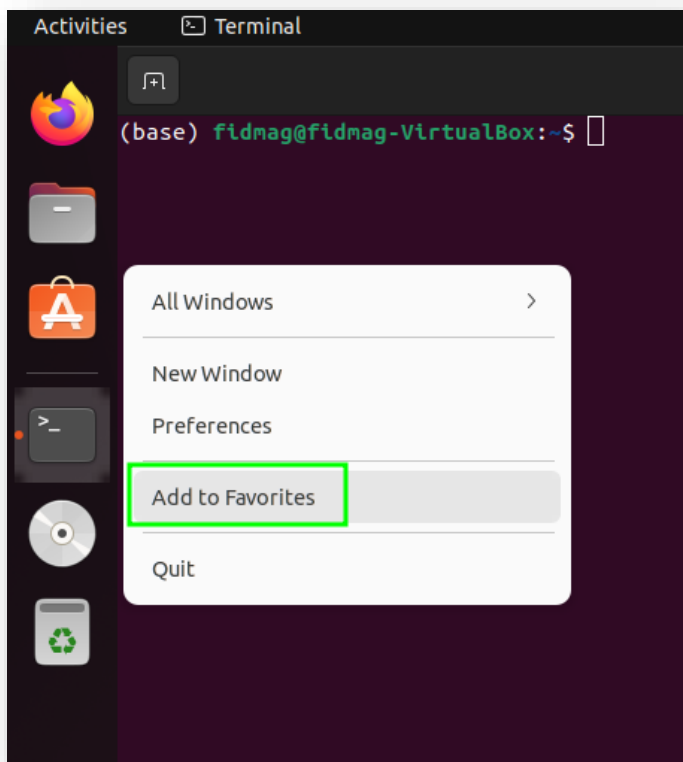 Activities Terminal
(base) fidmag@fidmag-VirtualBox:~$
All Windows
New Window
Preferences
Add to Favorites
Quit